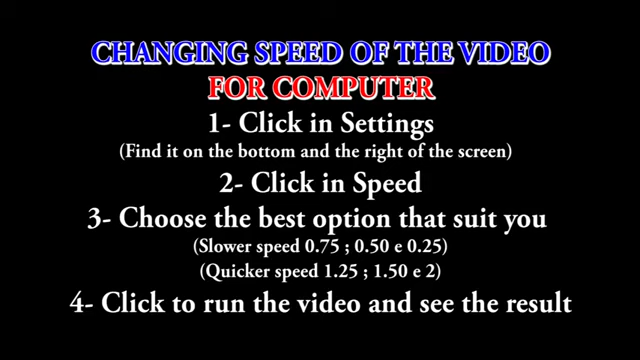 CHANGING SPEED OF THE VIDEO
FOR COMPUTER
1- Click in Settings
(Find it on the bottom and the right of the screen)
2- Click in Speed
3- Choose the best option that suit you
(Slower speed 0.75 ; 0.50 e 0.25)
(Quicker speed 1.25 ; 1.50 e 2)
4- Click to run the video and see the result